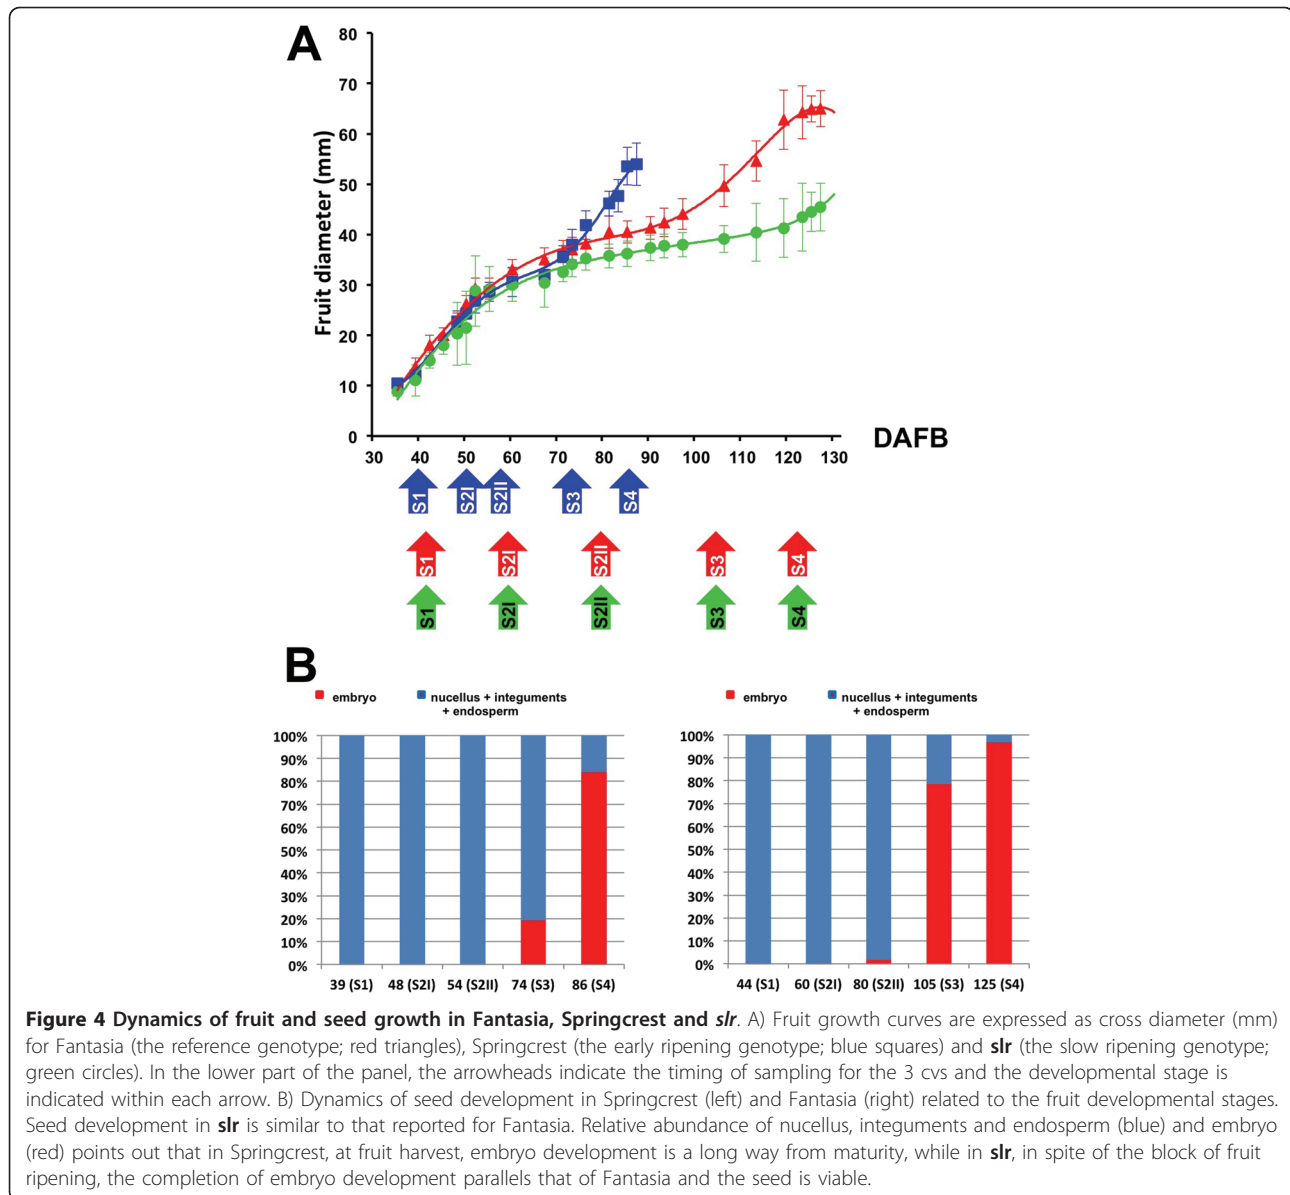 A
80
70
60
50
40
30
20
10
0
Fruit diameter (mm)
30 40 50 60 70 80 90 100 110 120 130
DAFB
S1 S2I S2II S3 S4
S1 S2I S2II S3 S4
S1 S2I S2II S3 S4
B
embryo nucellus + integuments
+ endosperm
100%
90%
80%
70%
60%
50%
40%
30%
20%
10%
0%
39 (S1) 48 (S2I) 54 (S2II) 74 (S3) 86 (S4)
embryo nucellus + integuments
+ endosperm
100%
90%
80%
70%
60%
50%
40%
30%
20%
10%
0%
44 (S1) 60 (S2I) 80 (S2II) 105 (S3) 125 (S4)
Figure 4 Dynamics of fruit and seed growth in Fantasia, Springcrest and slr. A) Fruit growth curves are expressed as cross diameter (mm)
for Fantasia (the reference genotype; red triangles), Springcrest (the early ripening genotype; blue squares) and slr (the slow ripening genotype;
green circles). In the lower part of the panel, the arrowheads indicate the timing of sampling for the 3 cvs and the developmental stage is
indicated within each arrow. B) Dynamics of seed development in Springcrest (left) and Fantasia (right) related to the fruit developmental stages.
Seed development in slr is similar to that reported for Fantasia. Relative abundance of nucellus, integuments and endosperm (blue) and embryo
(red) points out that in Springcrest, at fruit harvest, embryo development is a long way from maturity, while in slr, in spite of the block of fruit
ripening, the completion of embryo development parallels that of Fantasia and the seed is viable.